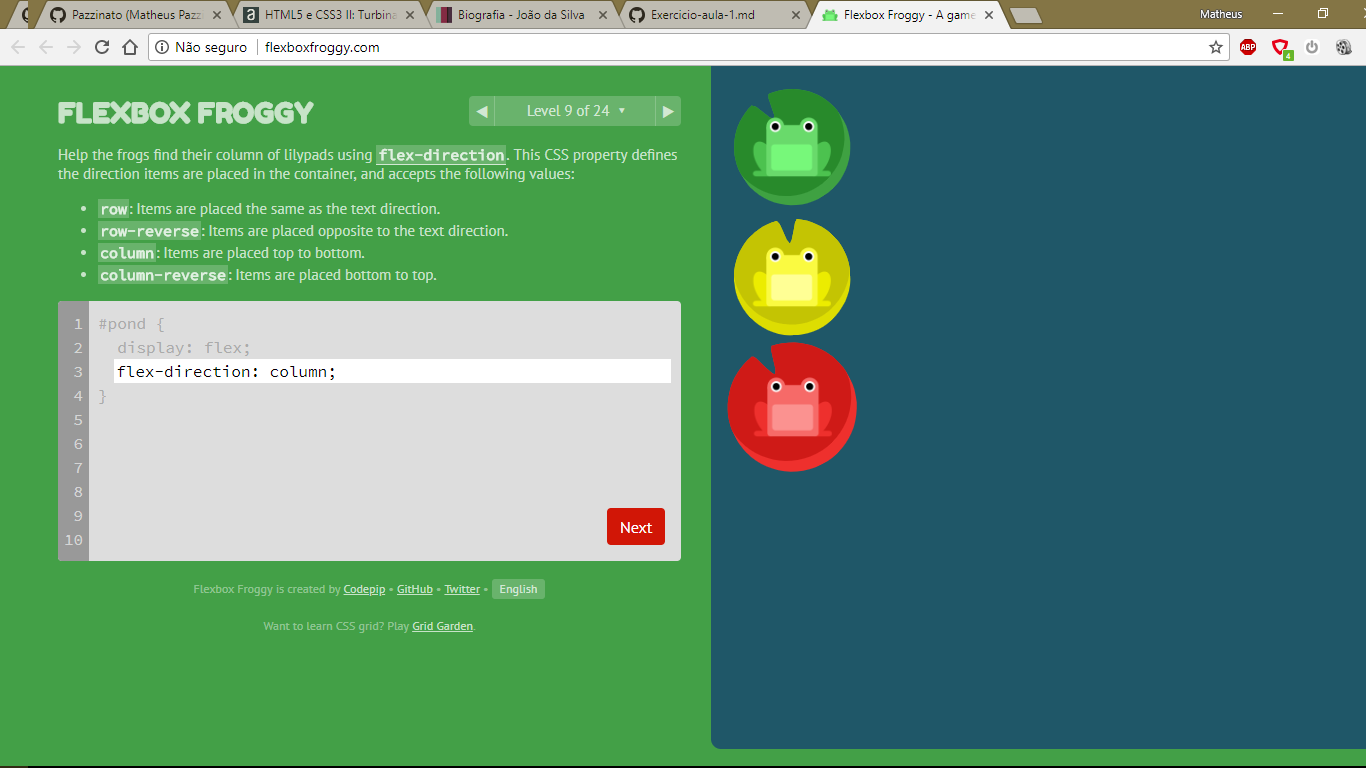 Pazzinato (Matheus Pazz
HTML5 e CSS3 II: Turbina
Biografia - João da Silva
Exercicio-aula-1.md
Flexbox Froggy - A game
Matheus
Não seguro
flexboxfroggy.com
ABP
4
FLEXBOX FROGGY
◀ Level 9 of 24 ▼ ▶
Help the frogs find their column of lilypads using flex-direction. This CSS property defines
the direction items are placed in the container, and accepts the following values:
• row: Items are placed the same as the text direction.
• row-reverse: Items are placed opposite to the text direction.
• column: Items are placed top to bottom.
• column-reverse: Items are placed bottom to top.
1 #pond {
2 display: flex;
3 flex-direction: column;
4 }
5
6
7
8
9
10
Next
Flexbox Froggy is created by Codepip • GitHub • Twitter • English
Want to learn CSS grid? Play Grid Garden.